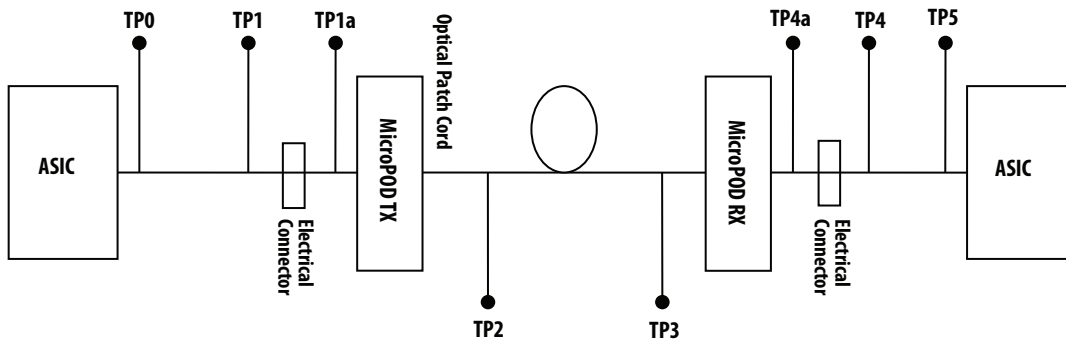 TP0
TP1
TP1a
Optical Patch Cord
TP4a
TP4
TP5
ASIC
MicroPOD TX
MicroPOD RX
ASIC
Electrical
Connector
Electrical
Connector
TP2
TP3